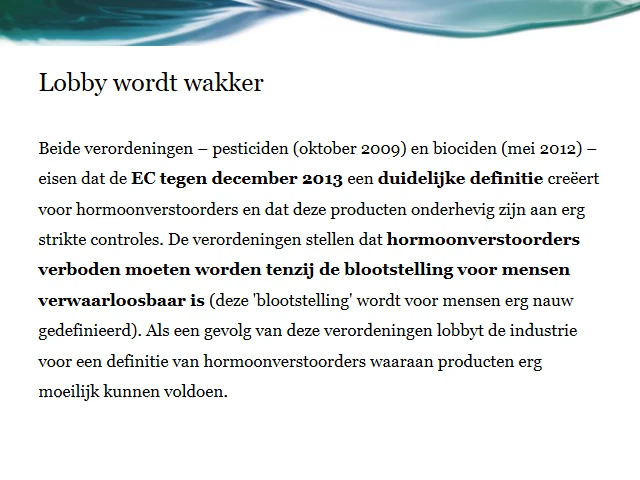 Lobby wordt wakker
Beide verordeningen – pesticiden (oktober 2009) en biociden (mei 2012) –
eisen dat de EC tegen december 2013 een duidelijke definitie creëert
voor hormoonverstoorders en dat deze producten onderhevig zijn aan erg
strikte controles. De verordeningen stellen dat hormoonverstoorders
verboden moeten worden tenzij de blootstelling voor mensen
verwaarloosbaar is (deze 'blootstelling' wordt voor mensen erg nauw
gedefinieerd). Als een gevolg van deze verordeningen lobbyt de industrie
voor een definitie van hormoonverstoorders waaraan producten erg
moeilijk kunnen voldoen.